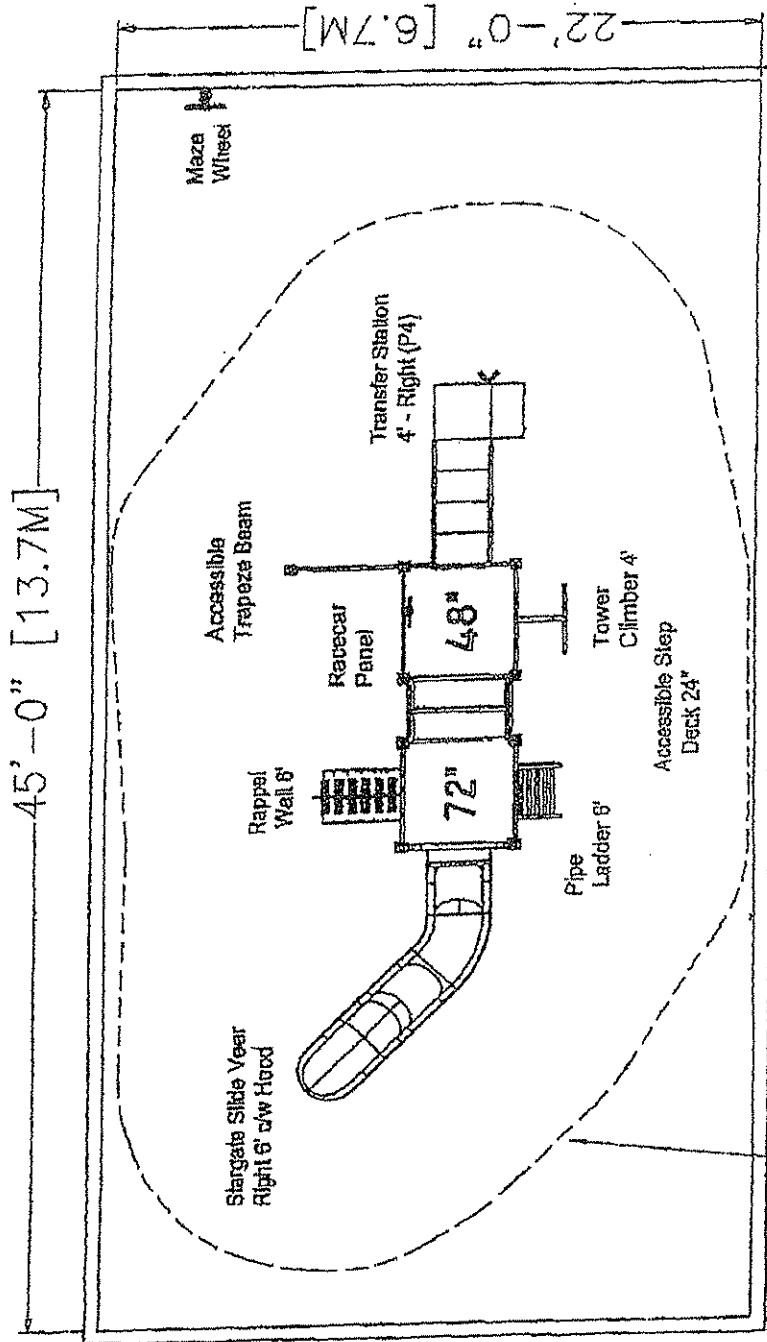 45'-0" [13.7M]
22'-0" [6.7M]
Maze
Wheel
Accessible
Trapeze Beam
Transfer Station
4' - Right (P4)
Racecar
Panel
Rappel
Wall 6'
Stargate Slide Veer
Right 6' c/w Hood
48"
72"
Tower
Climber 4'
Accessible Step
Deck 24"
Pipe
Ladder 6'